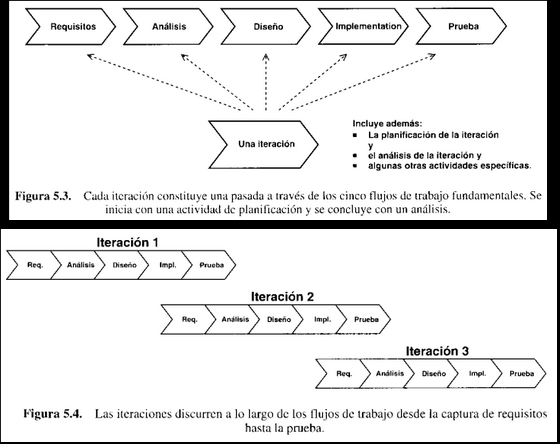 Requisitos Análisis Diseño Implementation Prueba
Una iteración
Incluye además:
▪ La planificación de la iteración
y
▪ el análisis de la iteración y
▪ algunas otras actividades específicas.
Figura 5.3. Cada iteración constituye una pasada a través de los cinco flujos de trabajo fundamentales. Se
inicia con una actividad de planificación y se concluye con un análisis.
Iteración 1
Req. Análisis Diseño Impl. Prueba
Iteración 2
Req. Análisis Diseño Impl. Prueba
Iteración 3
Req. Análisis Diseño Impl. Prueba
Figura 5.4. Las iteraciones discurren a lo largo de los flujos de trabajo desde la captura de requisitos
hasta la prueba.